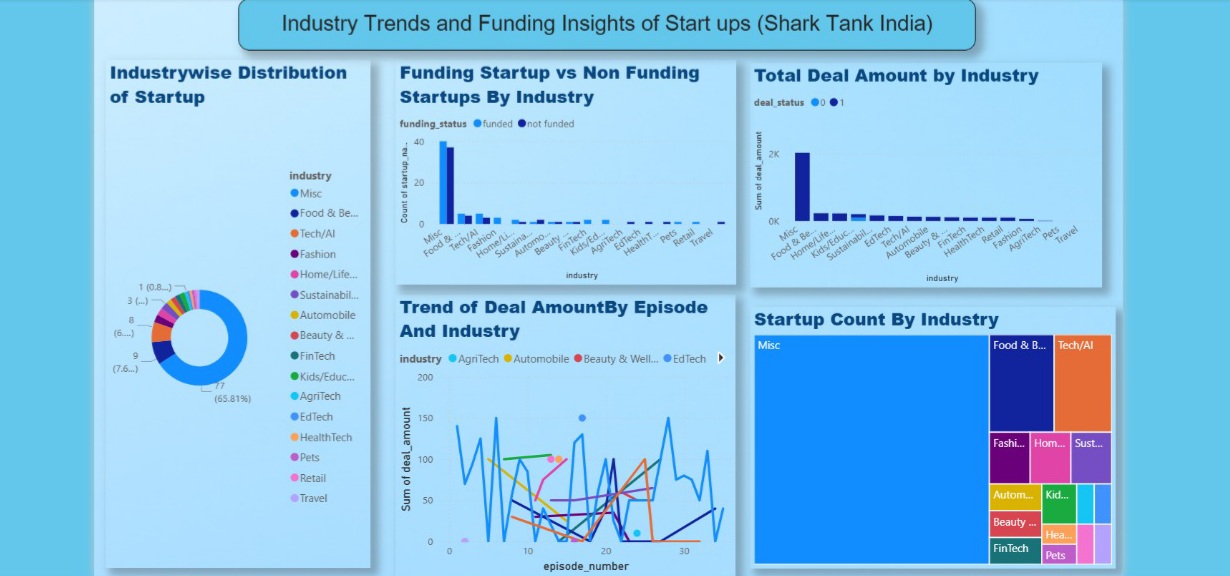 Industry Trends and Funding Insights of Start ups (Shark Tank India)
Industrywise Distribution
of Startup
industry
Misc
Food & Be...
Tech/AI
Fashion
Home/Life...
Sustainabil...
Automobile
Beauty & ...
FinTech
Kids/Educ...
AgriTech
EdTech
HealthTech
Pets
Retail
Travel
1 (0.8...)
3 (...)
8
(6....)
9
(7.6...)
77
(65.81%)
Funding Startup vs Non Funding
Startups By Industry
funding_status funded not funded
Count of startup_na...
40
20
0
Misc
Food & ...
Tech/AI
Fashion
Home/Li...
Sustaina...
Automo...
Beauty ...
FinTech
Kids/Ed...
AgriTech
EdTech
HealthT...
Pets
Retail
Travel
industry
Total Deal Amount by Industry
deal_status 0 1
Sum of deal_amount
2K
0K
Misc
Food & Be...
Home/Life...
Kids/Educ...
Sustainabil...
EdTech
Tech/AI
Automobile
Beauty & ...
FinTech
HealthTech
Retail
Fashion
AgriTech
Pets
Travel
industry
Trend of Deal AmountBy Episode
And Industry
industry AgriTech Automobile Beauty & Well... EdTech
Sum of deal_amount
200
150
100
50
0
0 10 20 30
episode_number
Startup Count By Industry
Misc
Food & B...
Tech/AI
Fashi...
Hom...
Sust...
Autom...
Kid...
Beauty ...
Hea...
FinTech
Pets